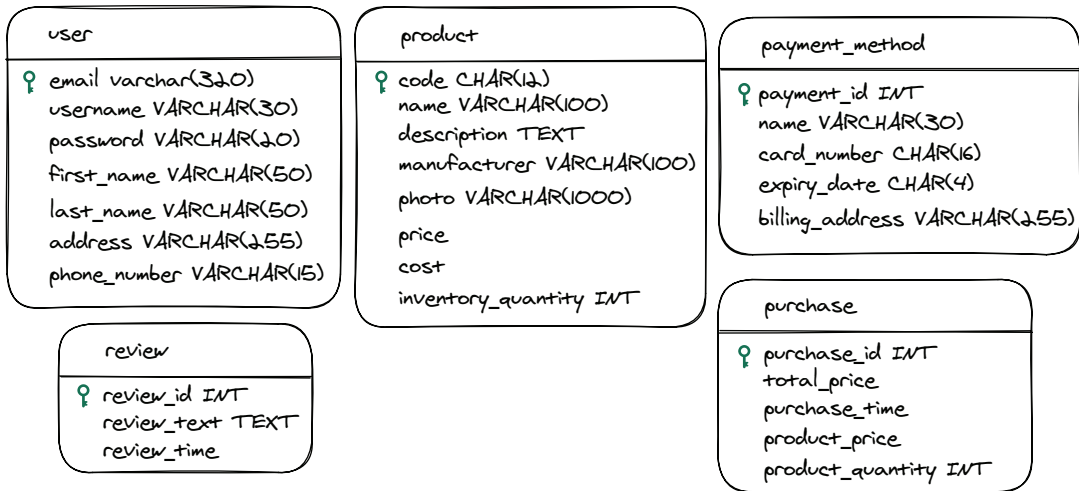 user
email varchar(320)
username VARCHAR(30)
password VARCHAR(20)
first_name VARCHAR(50)
last_name VARCHAR(50)
address VARCHAR(255)
phone_number VARCHAR(15)
product
code CHAR(12)
name VARCHAR(100)
description TEXT
manufacturer VARCHAR(100)
photo VARCHAR(1000)
price
cost
inventory_quantity INT
payment_method
payment_id INT
name VARCHAR(30)
card_number CHAR(16)
expiry_date CHAR(4)
billing_address VARCHAR(255)
review
review_id INT
review_text TEXT
review_time
purchase
purchase_id INT
total_price
purchase_time
product_price
product_quantity INT